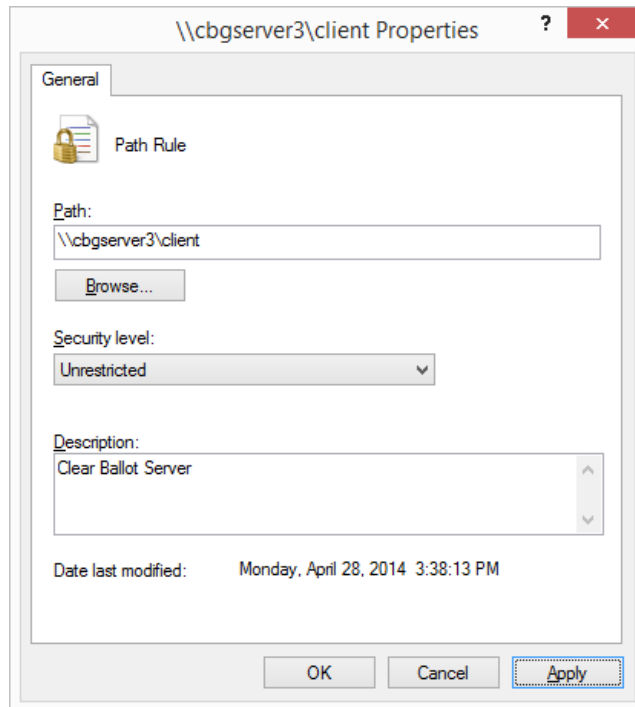 \\cbgserver3\client Properties
?
General
Path Rule
Path:
\\cbgserver3\client
Browse...
Security level:
Unrestricted
Description:
Clear Ballot Server
Date last modified: Monday, April 28, 2014 3:38:13 PM
OK Cancel Apply